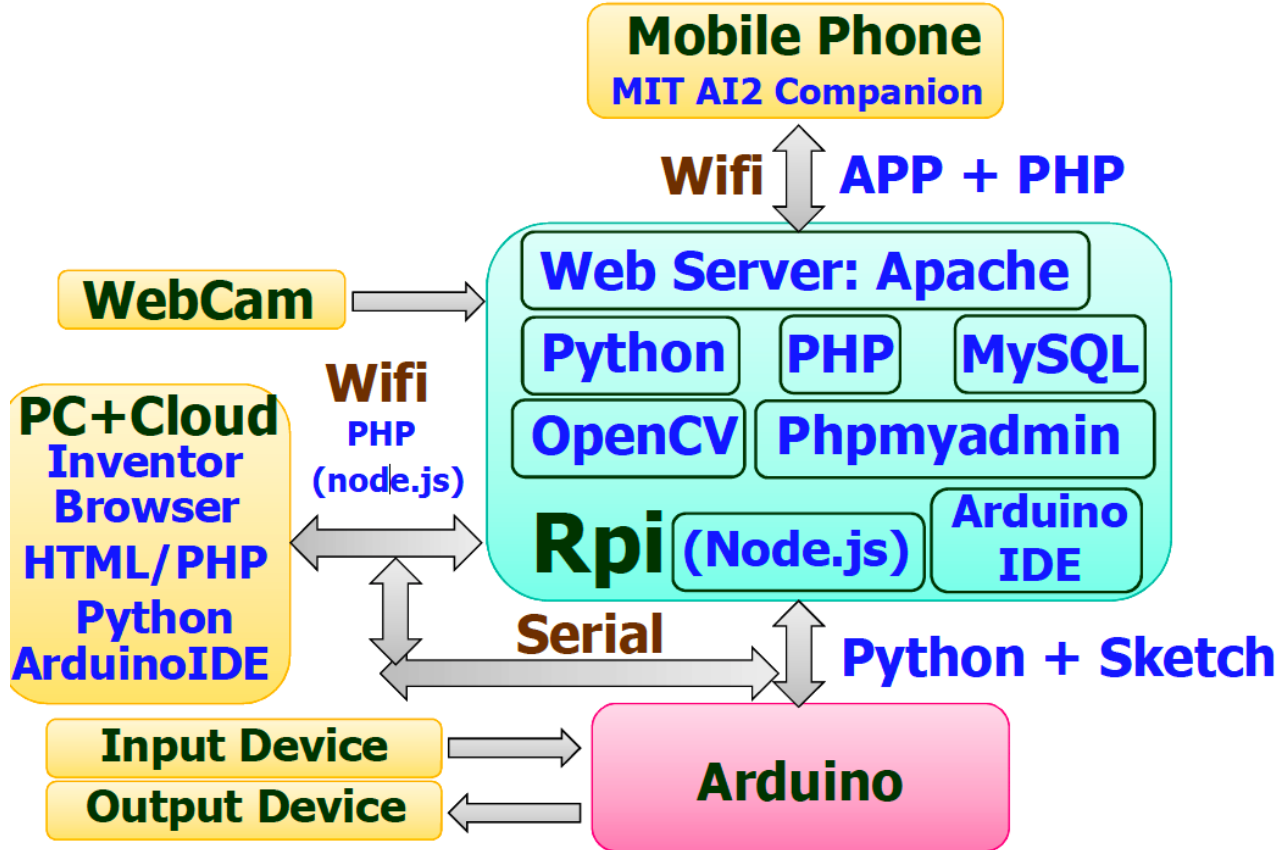 Mobile Phone
MIT AI2 Companion
Wifi
APP + PHP
WebCam
Web Server: Apache
Python
PHP
MySQL
OpenCV
Phpmyadmin
Rpi
(Node.js)
Arduino
IDE
Wifi
PHP
(node.js)
PC+Cloud
Inventor
Browser
HTML/PHP
Python
ArduinoIDE
Serial
Python + Sketch
Input Device
Output Device
Arduino